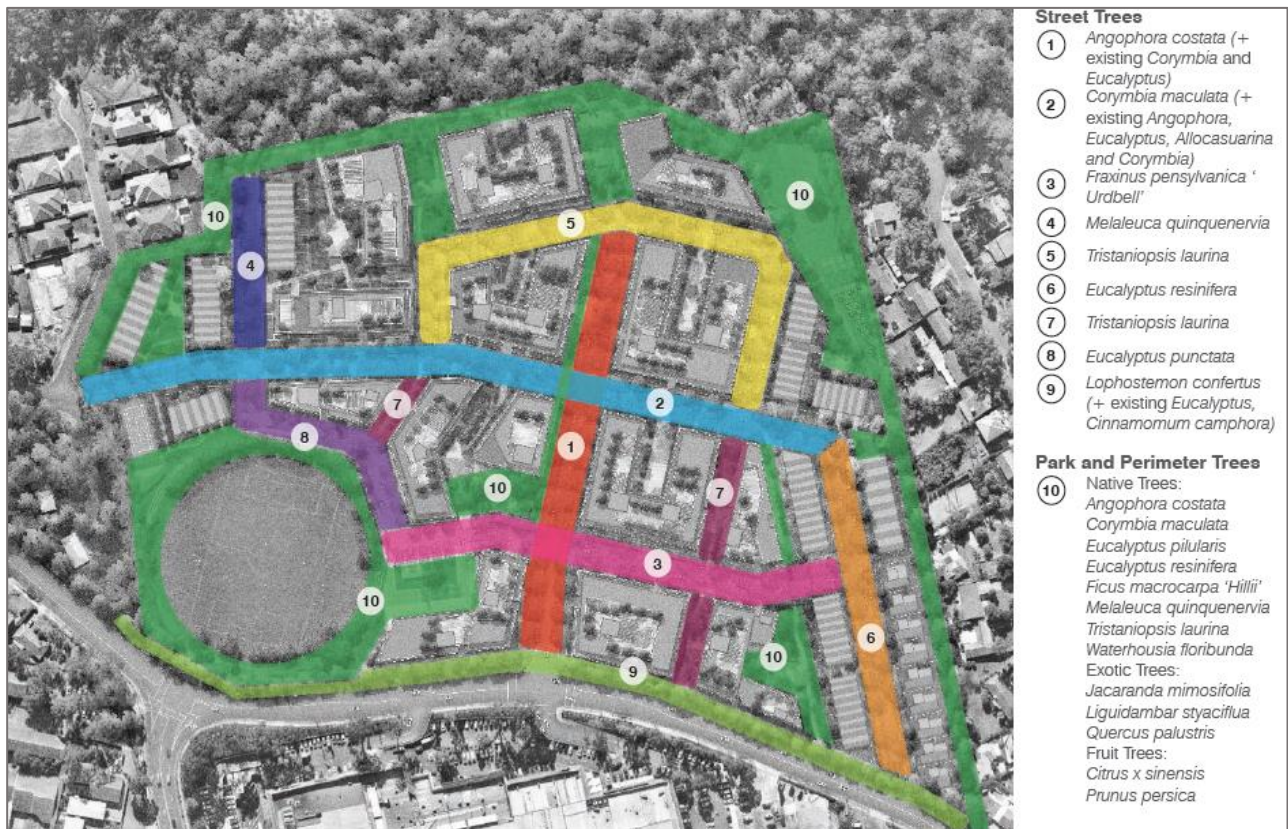 10
10
5
4
7
2
8
1
7
10
3
10
6
10
9
Street Trees
1 Angophora costata (+
existing Corymbia and
Eucalyptus)
2 Corymbia maculata (+
existing Angophora,
Eucalyptus, Allocasuarina
and Corymbia)
3 Fraxinus pensylvanica ‘
Urdbell’
4 Melaleuca quinquenervia
5 Tristaniopsis laurina
6 Eucalyptus resinifera
7 Tristaniopsis laurina
8 Eucalyptus punctata
9 Lophostemon confertus
(+ existing Eucalyptus,
Cinnamomum camphora)
Park and Perimeter Trees
10 Native Trees:
Angophora costata
Corymbia maculata
Eucalyptus pilularis
Eucalyptus resinifera
Ficus macrocarpa ‘Hillii’
Melaleuca quinquenervia
Tristaniopsis laurina
Waterhousia floribunda
Exotic Trees:
Jacaranda mimosifolia
Liguidambar styaciflua
Quercus palustris
Fruit Trees:
Citrus x sinensis
Prunus persica